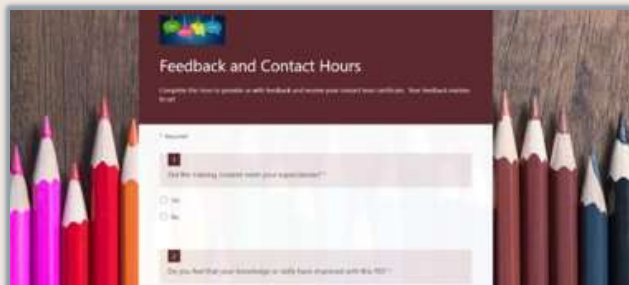 Feedback and Contact Hours
Complete this form to provide us with feedback and receive your contact hour certificate. Your feedback matters to us!
* Required
1
Did the training content meet your expectations? *
Yes
No
2
Do you feel that your knowledge or skills have improved with this PD? *